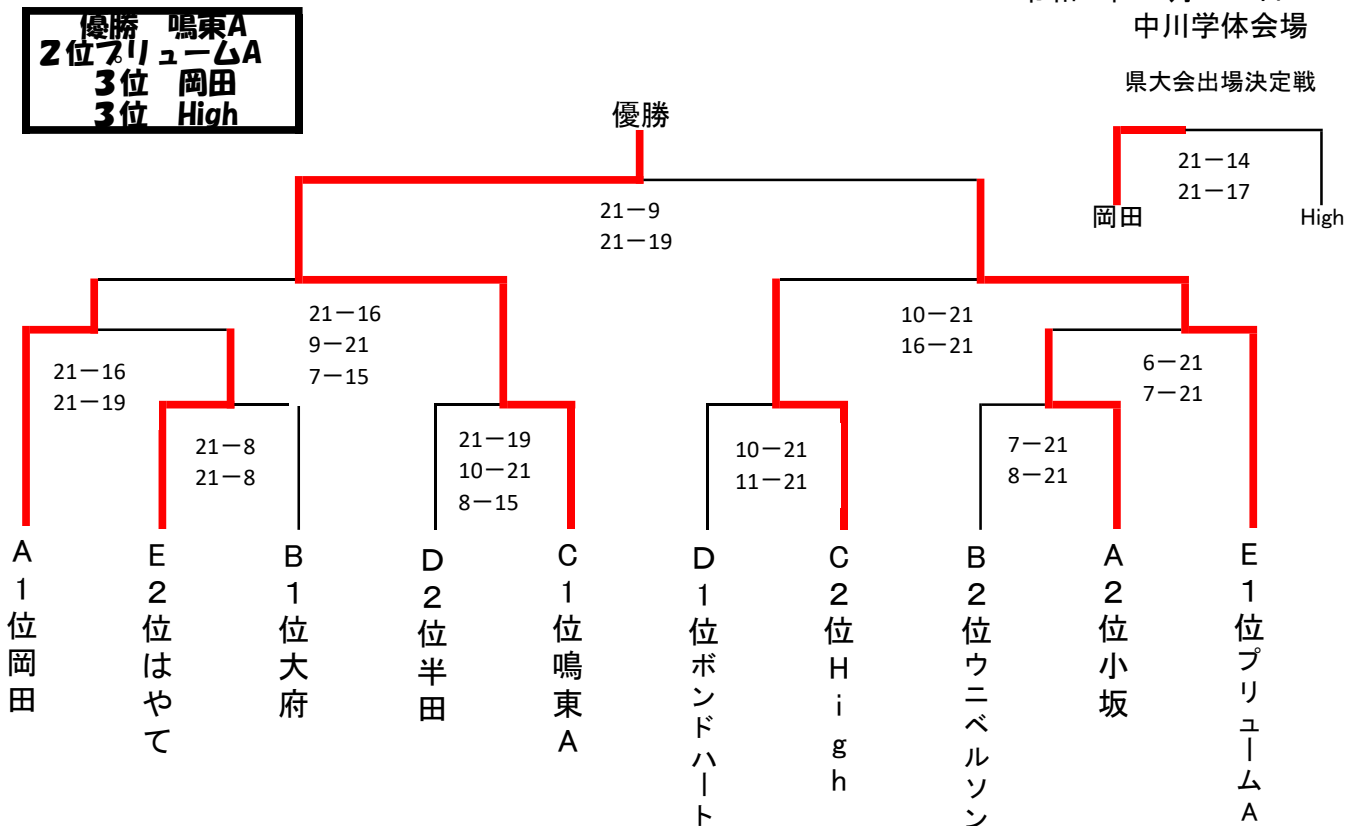 優勝 鳴東A
2位プリュームA
3位 岡田
3位 High
中川学体会場
県大会出場決定戦
優勝
21－14
21－17
岡田
High
21－9
21－19
21－16
9－21
7－15
10－21
16－21
21－16
21－19
6－21
7－21
21－8
21－8
21－19
10－21
8－15
10－21
11－21
7－21
8－21
A1位岡田
E2位はやて
B1位大府
D2位半田
C1位鳴東A
D1位ボンドハート
C2位High
B2位ウニベルソン
A2位小坂
E1位プリュームA